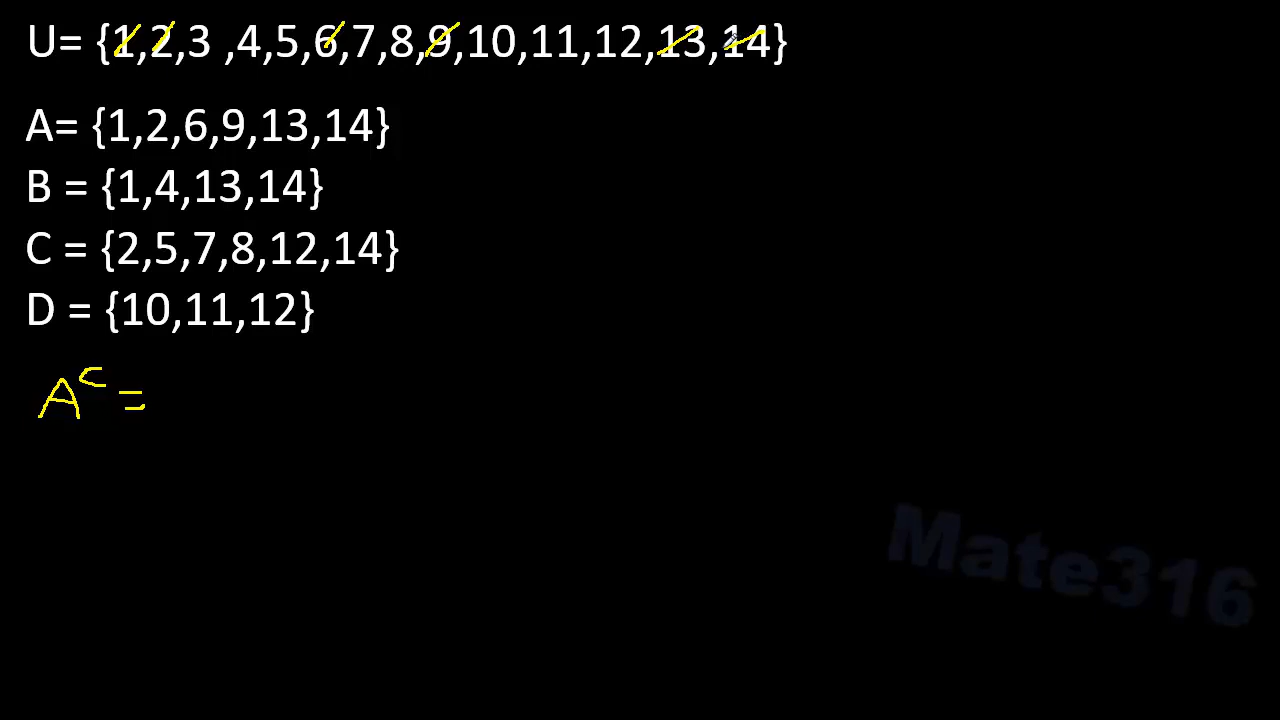 U= {1,2,3 ,4,5,6,7,8,9,10,11,12,13,14}
A= {1,2,6,9,13,14}
B = {1,4,13,14}
C = {2,5,7,8,12,14}
D = {10,11,12}
A^C =
Mate316